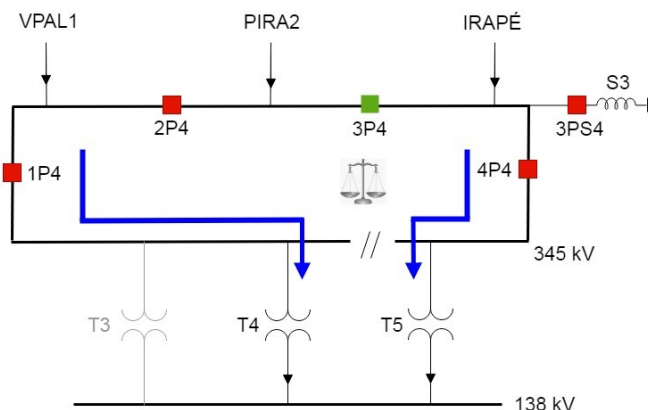 VPAL1 PIRA2 IRAPÉ
S3
2P4 3P4 3PS4
1P4 4P4
//
345 kV
T3 T4 T5
138 kV